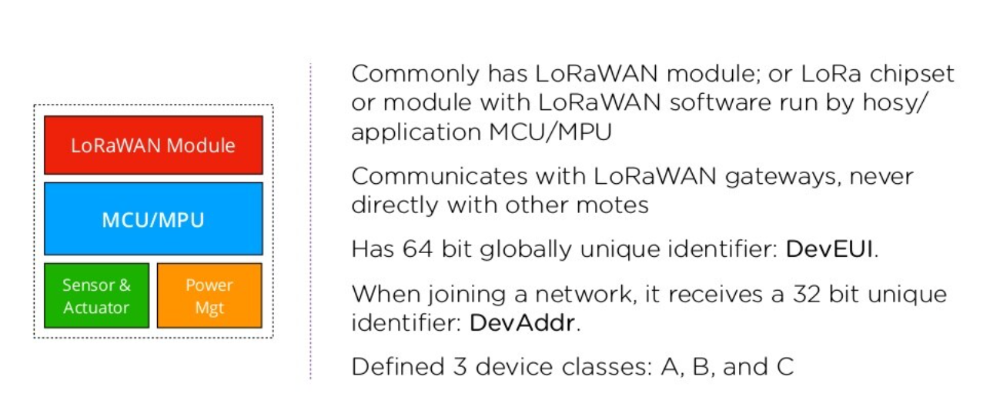 LoRaWAN Module
MCU/MPU
Sensor &
Actuator
Power
Mgt
Commonly has LoRaWAN module; or LoRa chipset
or module with LoRaWAN software run by hosy/
application MCU/MPU
Communicates with LoRaWAN gateways, never
directly with other motes
Has 64 bit globally unique identifier: DevEUI.
When joining a network, it receives a 32 bit unique
identifier: DevAddr.
Defined 3 device classes: A, B, and C